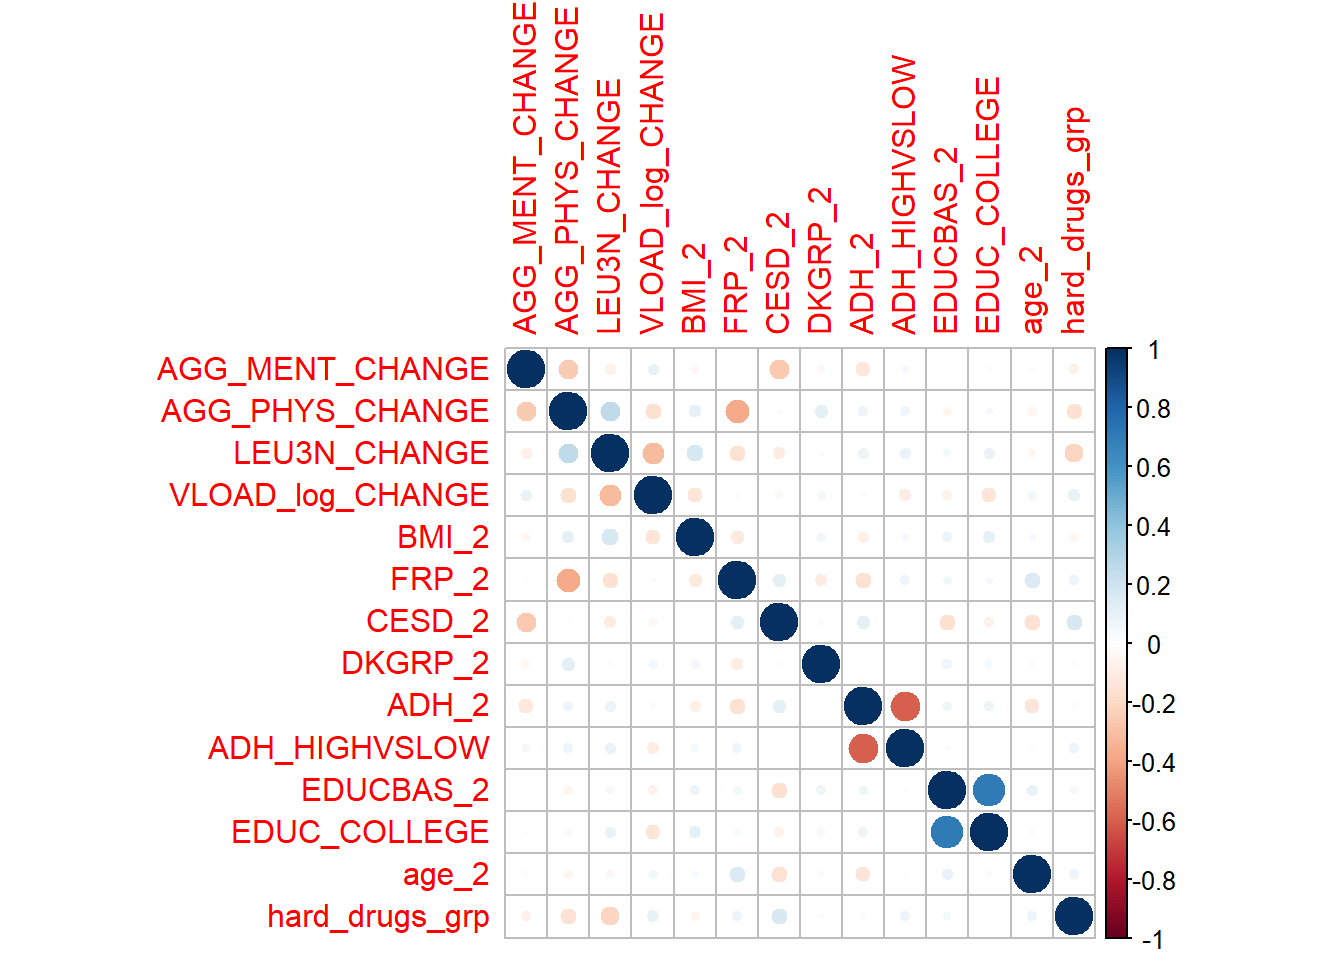 AGG_MENT_CHANGE
AGG_PHYS_CHANGE
LEU3N_CHANGE
VLOAD_log_CHANGE
BMI_2
FRP_2
CESD_2
DKGRP_2
ADH_2
ADH_HIGHVSLOW
EDUCBAS_2
EDUC_COLLEGE
age_2
hard_drugs_grp
AGG_MENT_CHANGE
AGG_PHYS_CHANGE
LEU3N_CHANGE
VLOAD_log_CHANGE
BMI_2
FRP_2
CESD_2
DKGRP_2
ADH_2
ADH_HIGHVSLOW
EDUCBAS_2
EDUC_COLLEGE
age_2
hard_drugs_grp
1
0.8
0.6
0.4
0.2
0
-0.2
-0.4
-0.6
-0.8
-1